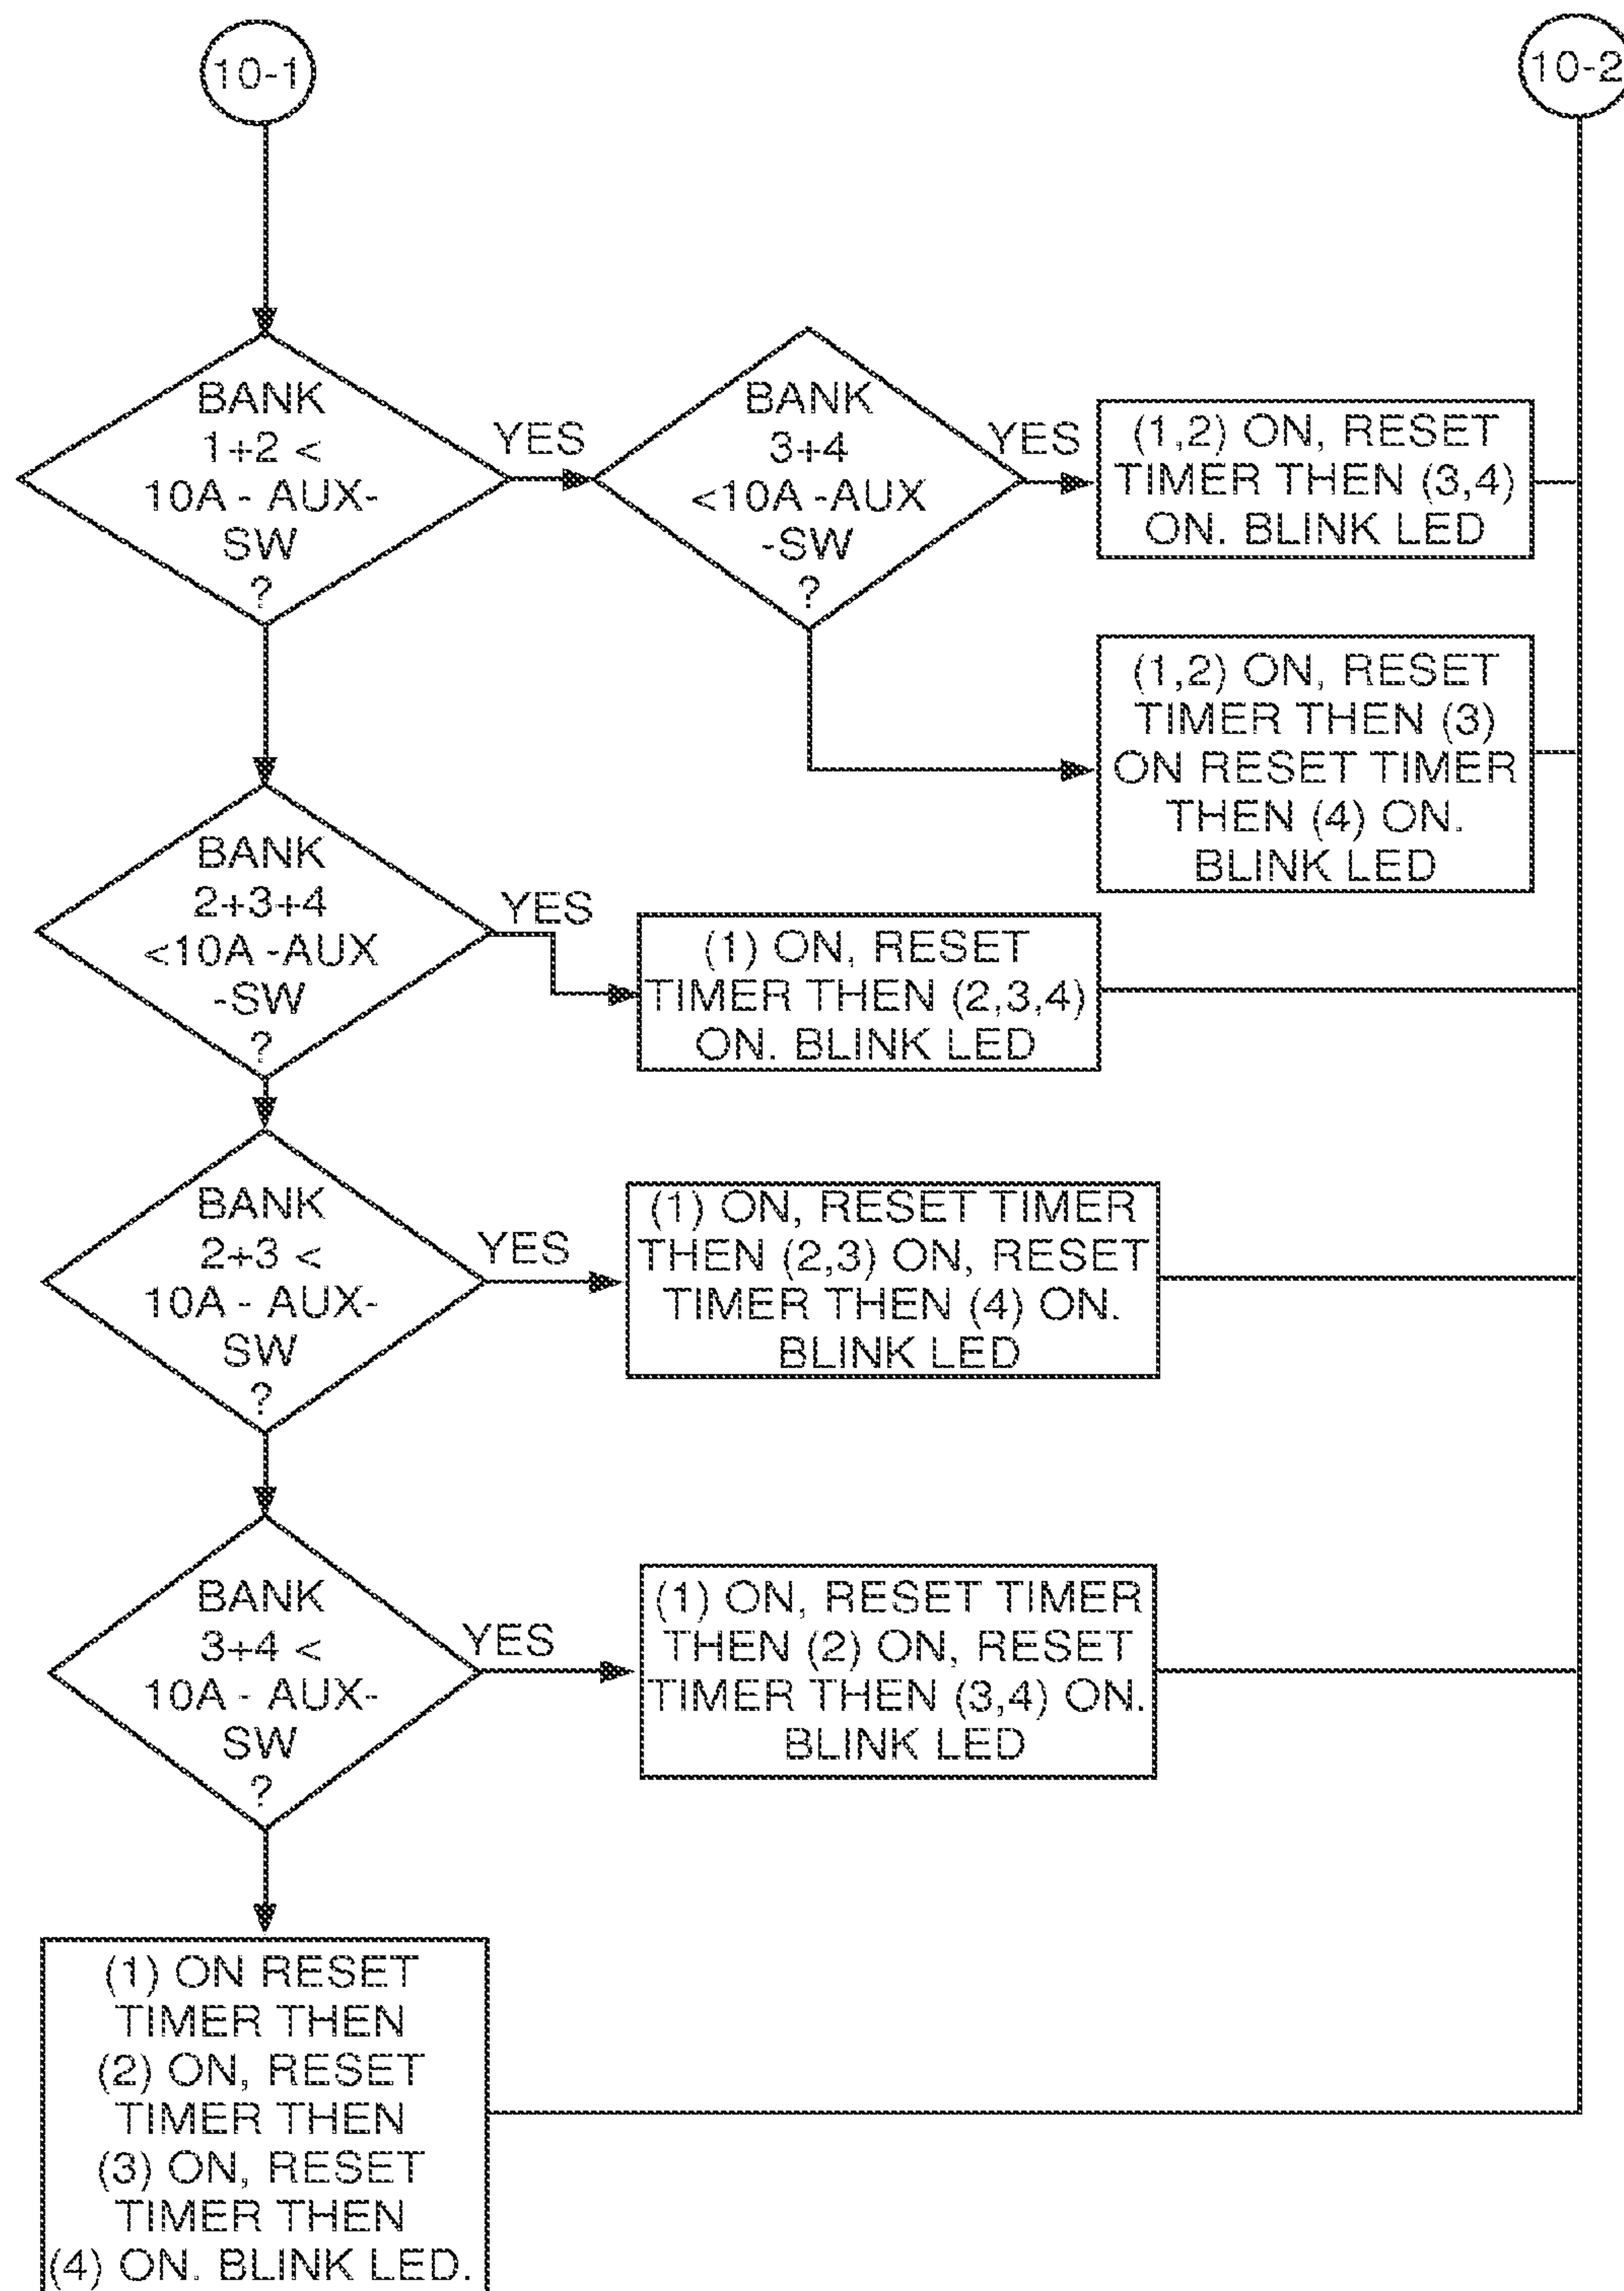 10-1
10-2
BANK
1+2 <
10A - AUX-
SW
?
YES
BANK
3+4
<10A -AUX
-SW
?
YES
(1,2) ON, RESET
TIMER THEN (3,4)
ON. BLINK LED
(1,2) ON, RESET
TIMER THEN (3)
ON RESET TIMER
THEN (4) ON.
BLINK LED
BANK
2+3+4
<10A -AUX
-SW
?
YES
(1) ON, RESET
TIMER THEN (2,3,4)
ON. BLINK LED
BANK
2+3 <
10A - AUX-
SW
?
YES
(1) ON, RESET TIMER
THEN (2,3) ON, RESET
TIMER THEN (4) ON.
BLINK LED
BANK
3+4 <
10A - AUX-
SW
?
YES
(1) ON, RESET TIMER
THEN (2) ON, RESET
TIMER THEN (3,4) ON.
BLINK LED
(1) ON RESET
TIMER THEN
(2) ON, RESET
TIMER THEN
(3) ON, RESET
TIMER THEN
(4) ON. BLINK LED.